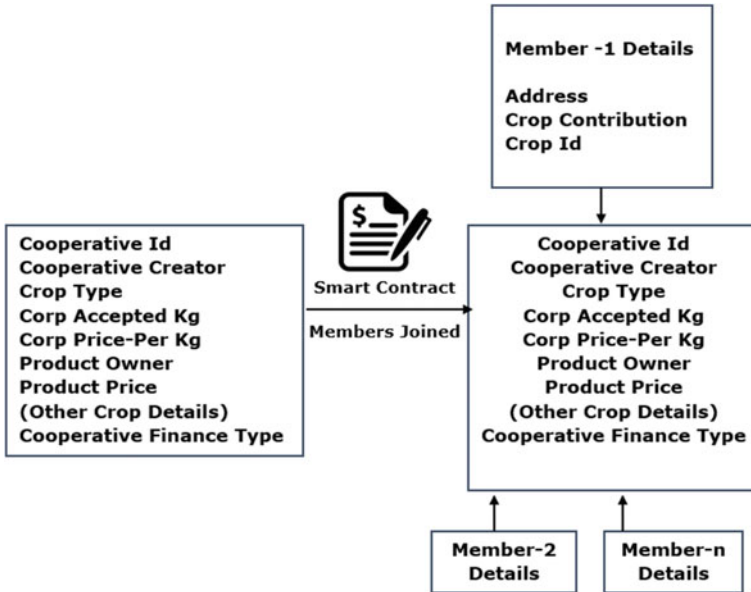 Member -1 Details
Address
Crop Contribution
Crop Id
Cooperative Id
Cooperative Creator
Crop Type
Corp Accepted Kg
Corp Price-Per Kg
Product Owner
Product Price
(Other Crop Details)
Cooperative Finance Type
$
Smart Contract
Members Joined
Cooperative Id
Cooperative Creator
Crop Type
Corp Accepted Kg
Corp Price-Per Kg
Product Owner
Product Price
(Other Crop Details)
Cooperative Finance Type
Member-2
Details
Member-n
Details